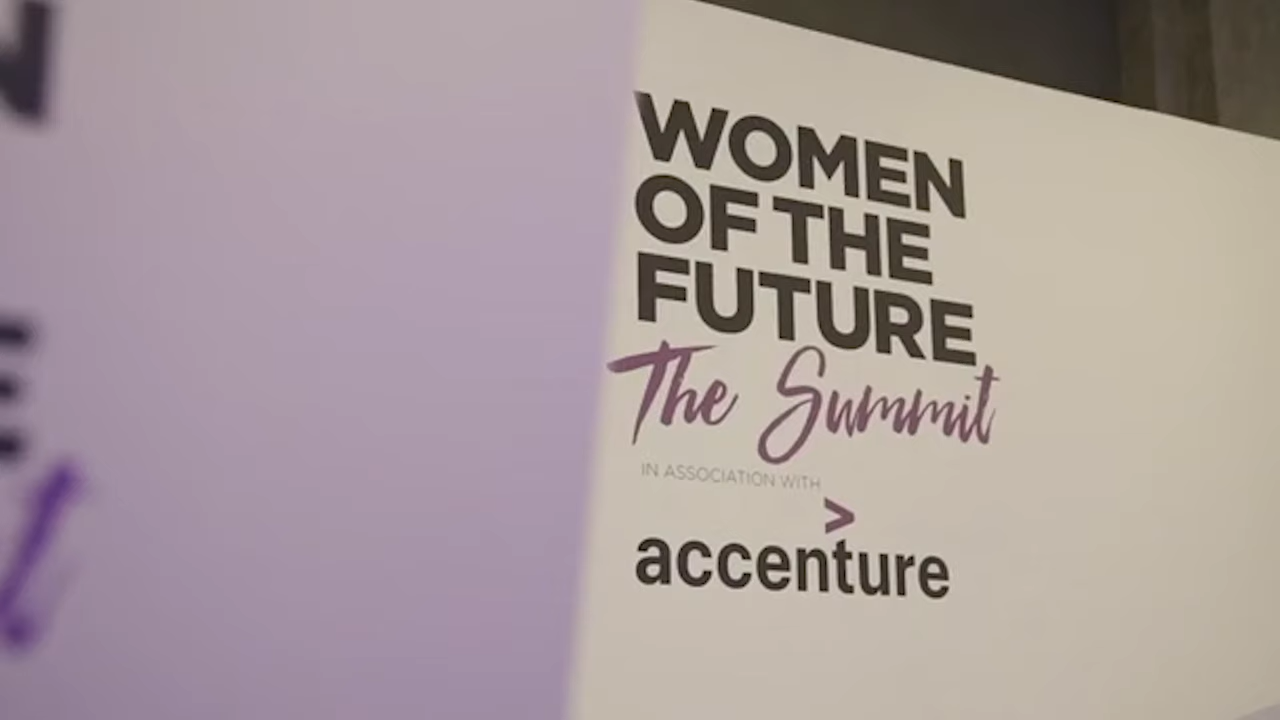 WOMEN
OF THE
FUTURE
The Summit
IN ASSOCIATION WITH
>
accenture